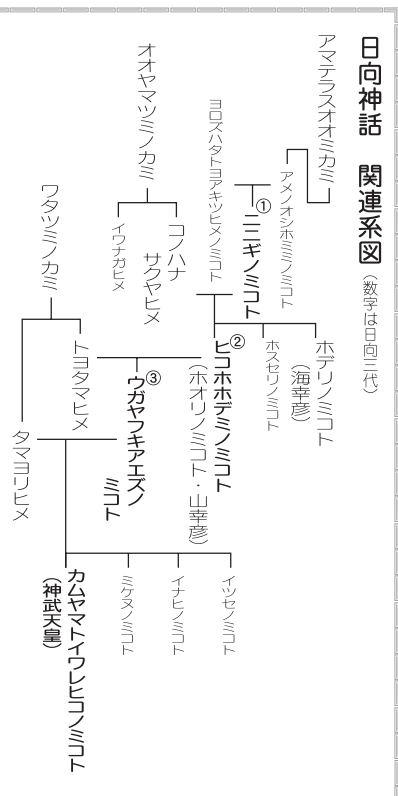 日向神話 関連系図(数字は日向三代)
アマテラスオオミカミ
アメノオシホミミノミコト
ヨロズハタトヨアキツヒメノミコト
①
ニニギノミコト
オオヤマツミノカミ
コノハナ
サクヤヒメ
イワナガヒメ
ホデリノミコト
(海幸彦)
ホスセリノミコト
②
ヒコホホデミノミコト
(ホオリノミコト・山幸彦)
ワタツミノカミ
トヨタマヒメ
タマヨリヒメ
③
ウガヤフキアエズノ
ミコト
イツセノミコト
イナヒノミコト
ミケヌノミコト
カムヤマトイワレヒコノミコト
(神武天皇)